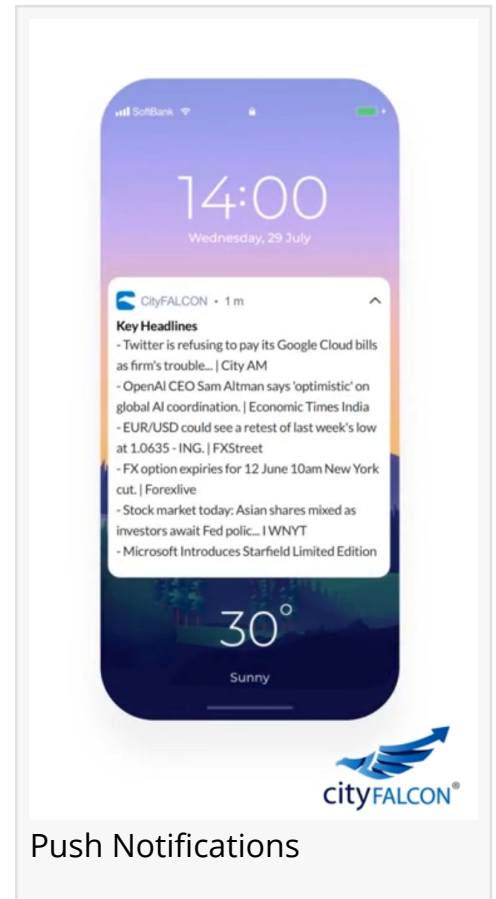 SoftBank
14:00
Wednesday, 29 July
CityFALCON • 1 m
Key Headlines
- Twitter is refusing to pay its Google Cloud bills
as firm's trouble... | City AM
- OpenAI CEO Sam Altman says 'optimistic' on
global AI coordination. | Economic Times India
- EUR/USD could see a retest of last week's low
at 1.0635 - ING. | FXStreet
- FX option expiries for 12 June 10am New York
cut. | Forexlive
- Stock market today: Asian shares mixed as
investors await Fed polic... I WNYT
- Microsoft Introduces Starfield Limited Edition
30°
Sunny
cityFALCON®
Push Notifications